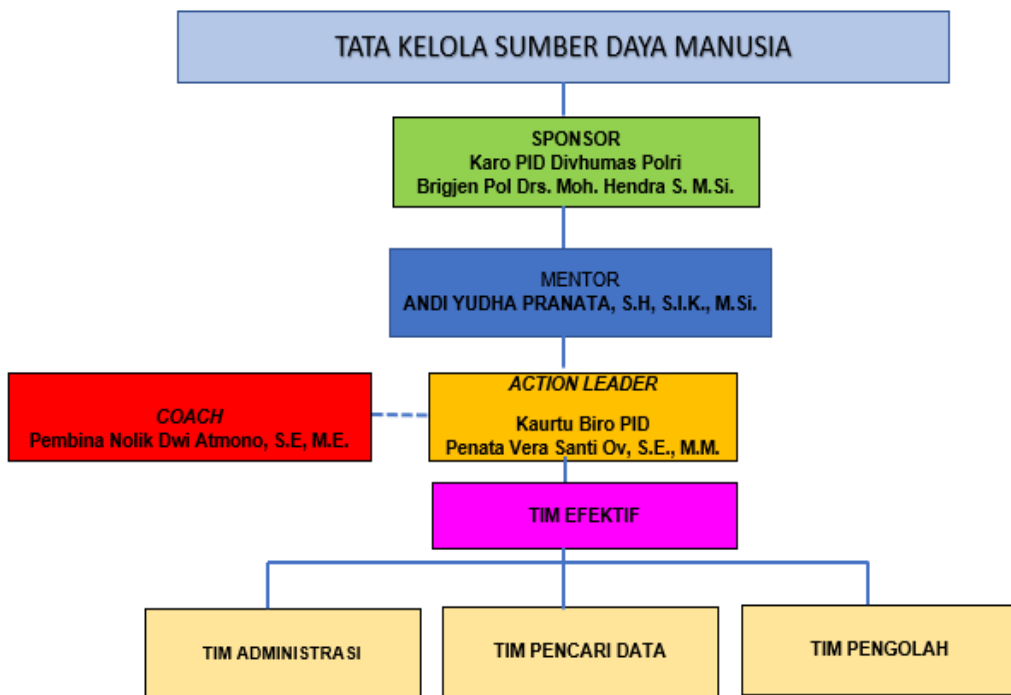 TATA KELOLA SUMBER DAYA MANUSIA
SPONSOR
Karo PID Divhumas Polri
Brigjen Pol Drs. Moh. Hendra S. M.Si.
MENTOR
ANDI YUDHA PRANATA, S.H, S.I.K., M.Si.
COACH
Pembina Nolik Dwi Atmono, S.E, M.E.
ACTION LEADER
Kaurtu Biro PID
Penata Vera Santi Ov, S.E., M.M.
TIM EFEKTIF
TIM ADMINISTRASI
TIM PENCARI DATA
TIM PENGOLAH